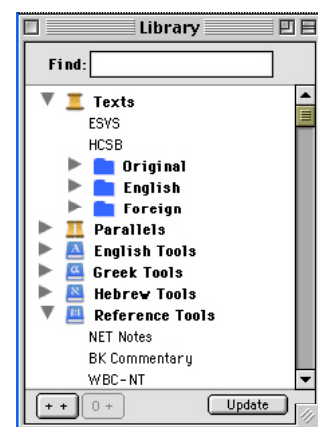 Library
Find:
Texts
ESVS
HCSB
Original
English
Foreign
Parallels
English Tools
Greek Tools
Hebrew Tools
Reference Tools
NET Notes
BK Commentary
WBC-NT
+ + 0 + Update